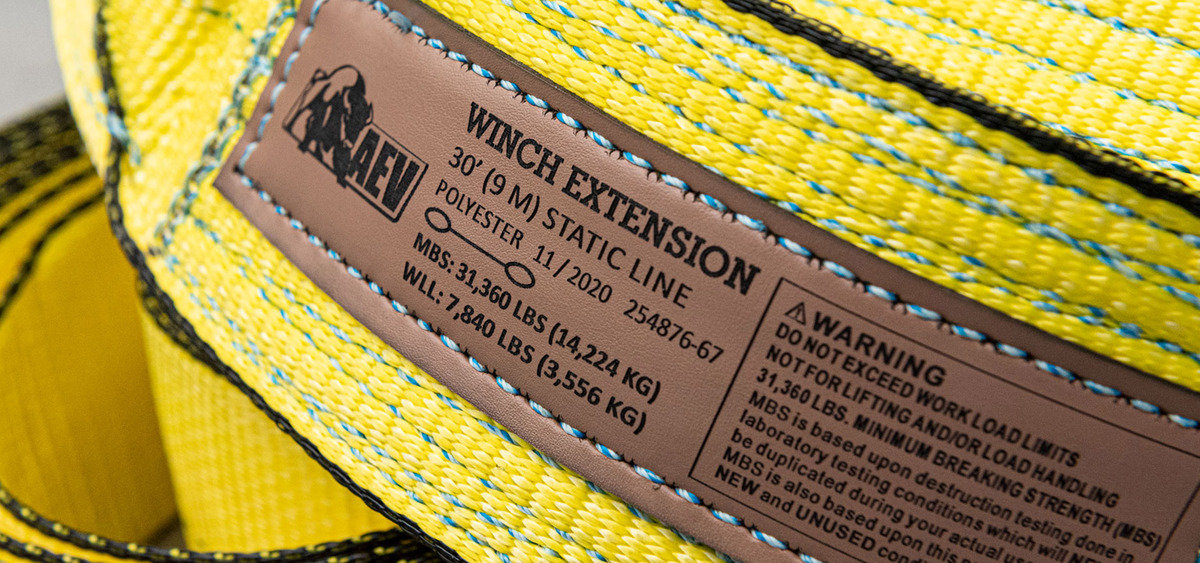 AEV
WINCH EXTENSION
30' (9 M) STATIC LINE
POLYESTER 11/2020 254876-67
MBS: 31,360 LBS (14,224 KG)
WLL: 7,840 LBS (3,556 KG)
⚠ WARNING
DO NOT EXCEED WORK LOAD LIMITS
NOT FOR LIFTING AND/OR LOAD HANDLING
31,360 LBS. MINIMUM BREAKING STRENGTH (MBS)
MBS is based upon destruction testing done in
laboratory testing conditions which will
be duplicated during your actual
MBS is also based upon this
NEW and UNUSED